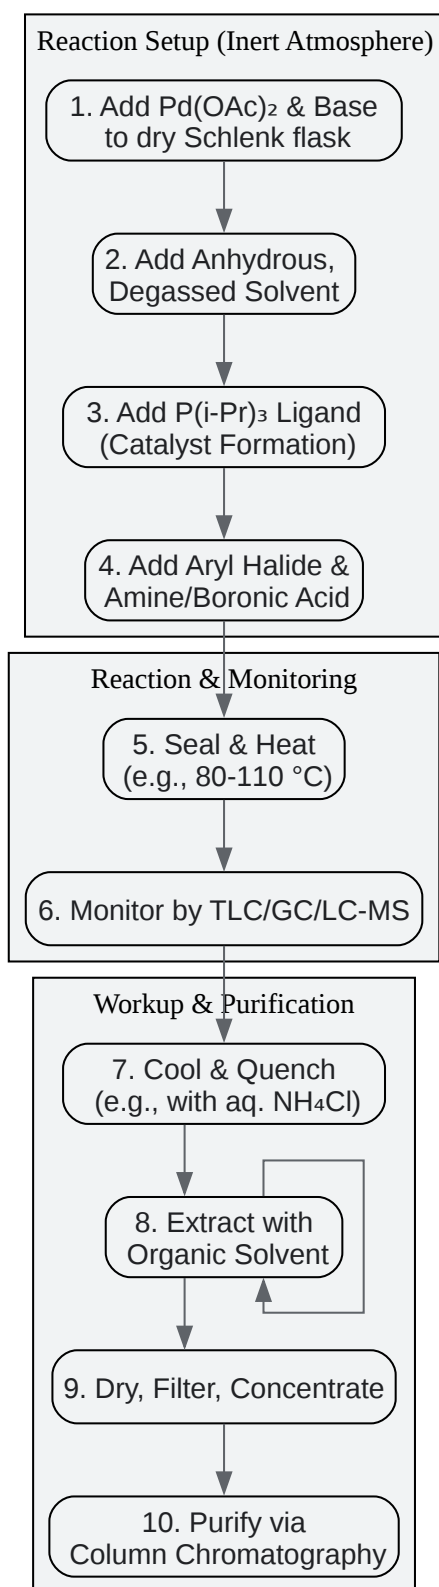 Reaction Setup (Inert Atmosphere)
1. Add Pd(OAc)₂ & Base
to dry Schlenk flask
2. Add Anhydrous,
Degassed Solvent
3. Add P(i-Pr)₃ Ligand
(Catalyst Formation)
4. Add Aryl Halide &
Amine/Boronic Acid
Reaction & Monitoring
5. Seal & Heat
(e.g., 80-110 °C)
6. Monitor by TLC/GC/LC-MS
Workup & Purification
7. Cool & Quench
(e.g., with aq. NH₄Cl)
8. Extract with
Organic Solvent
9. Dry, Filter, Concentrate
10. Purify via
Column Chromatography